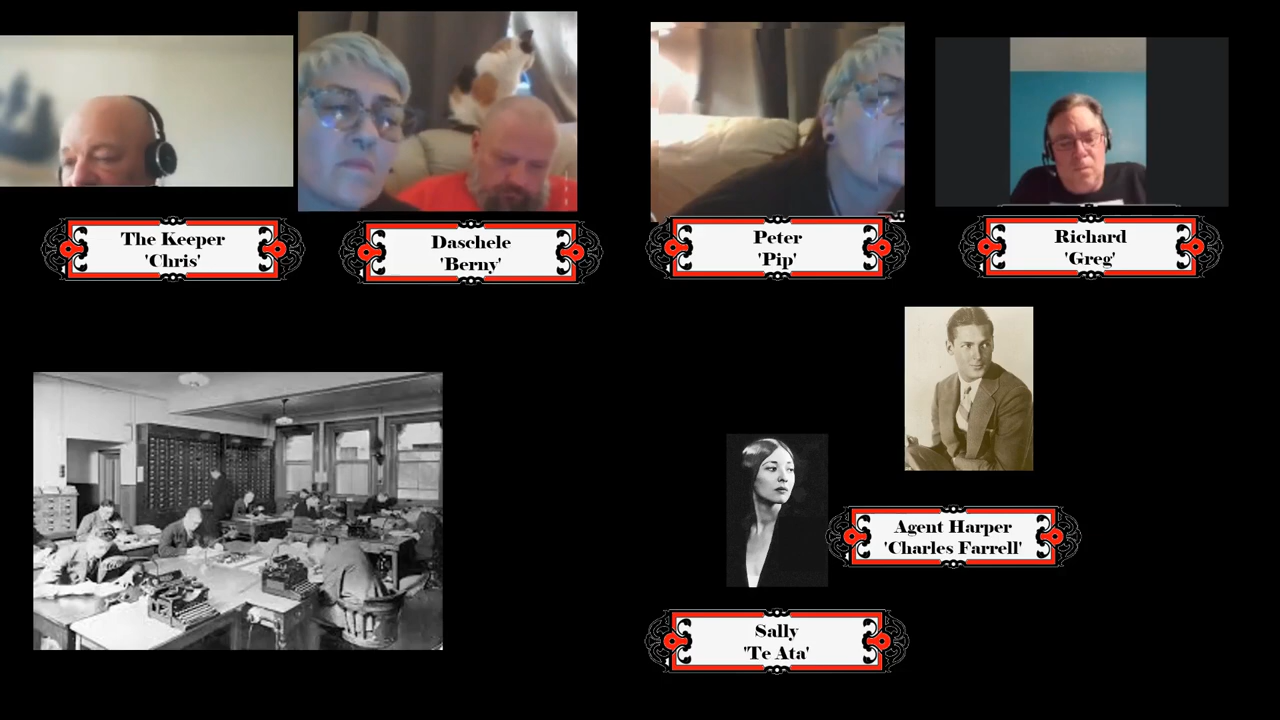 The Keeper
'Chris'
Daschele
'Berny'
Peter
'Pip'
Richard
'Greg'
Agent Harper
'Charles Farrell'
Sally
'Te Ata'